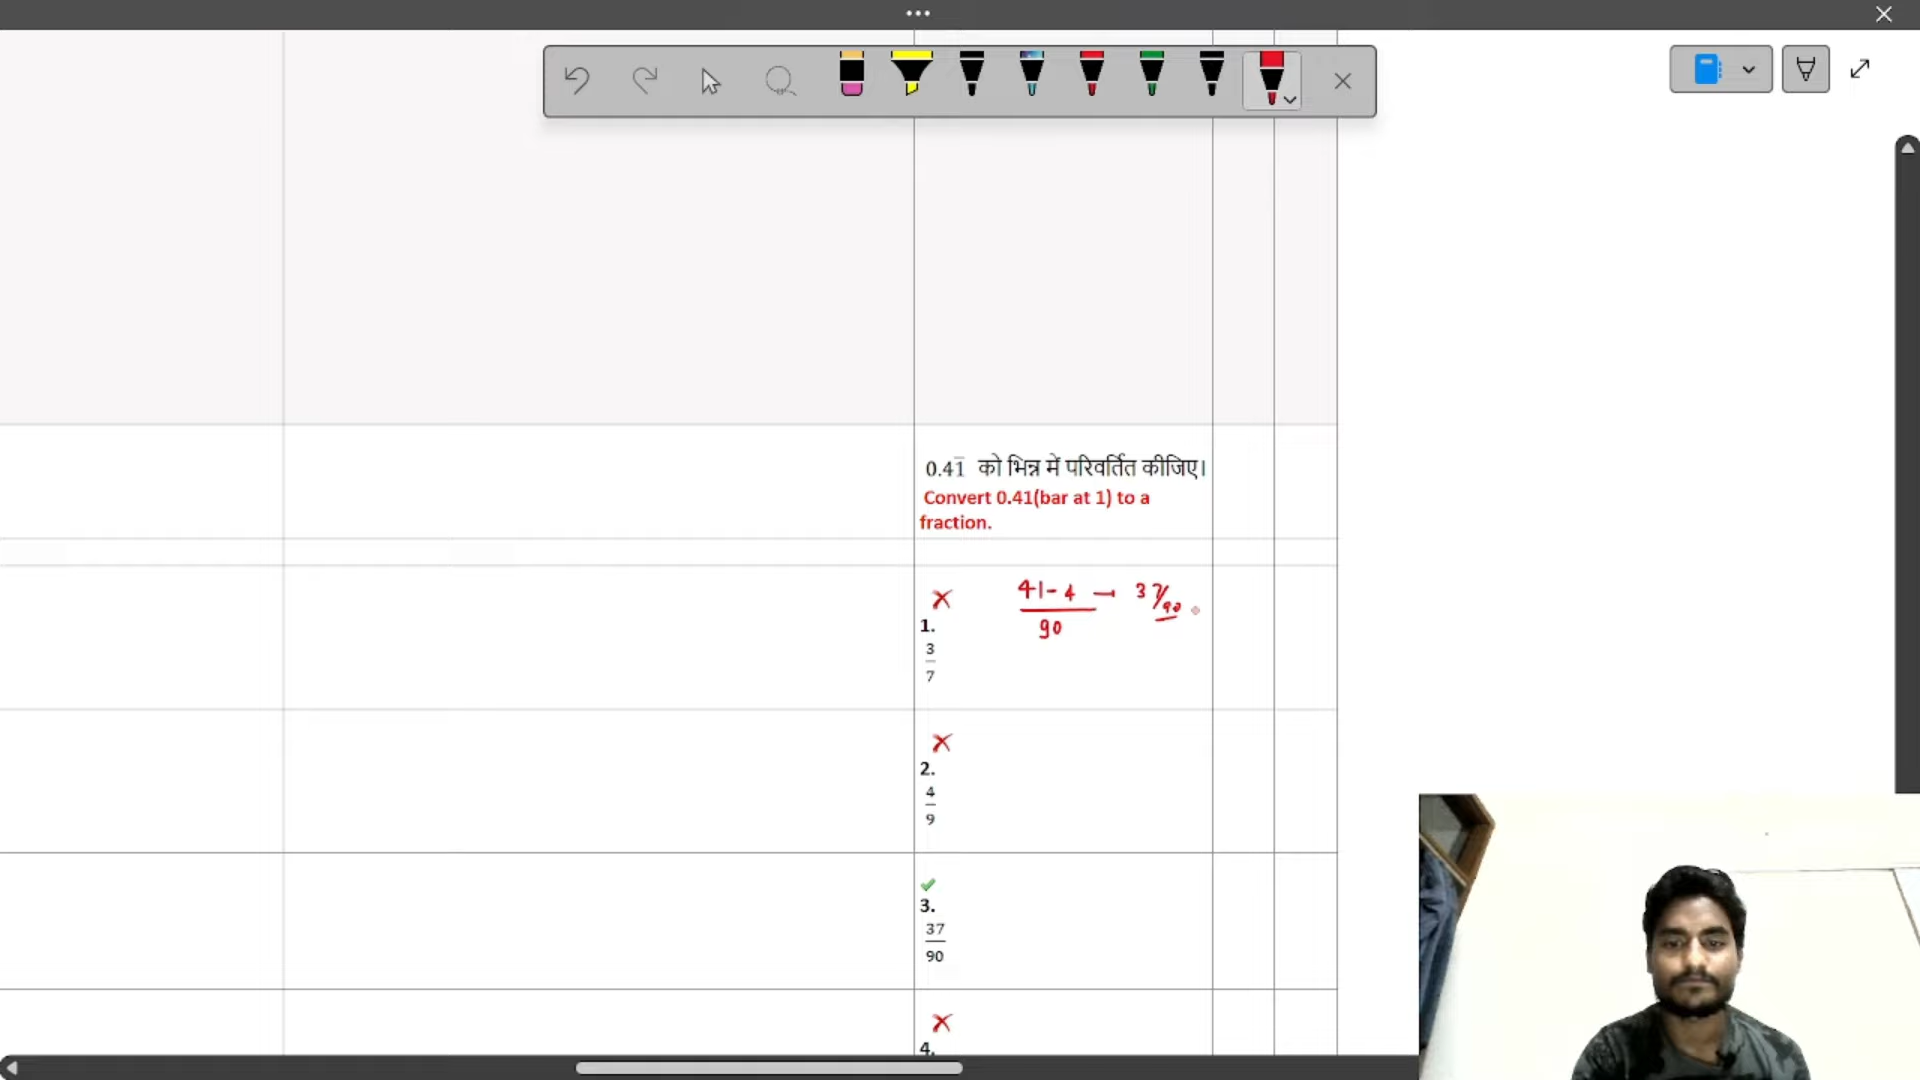 0.41̅ को भिन्न में परिवर्तित कीजिए।
Convert 0.41(bar at 1) to a
fraction.
41-4 → 37/90
90
1.
3
7
2.
4
9
3.
37
90
4.